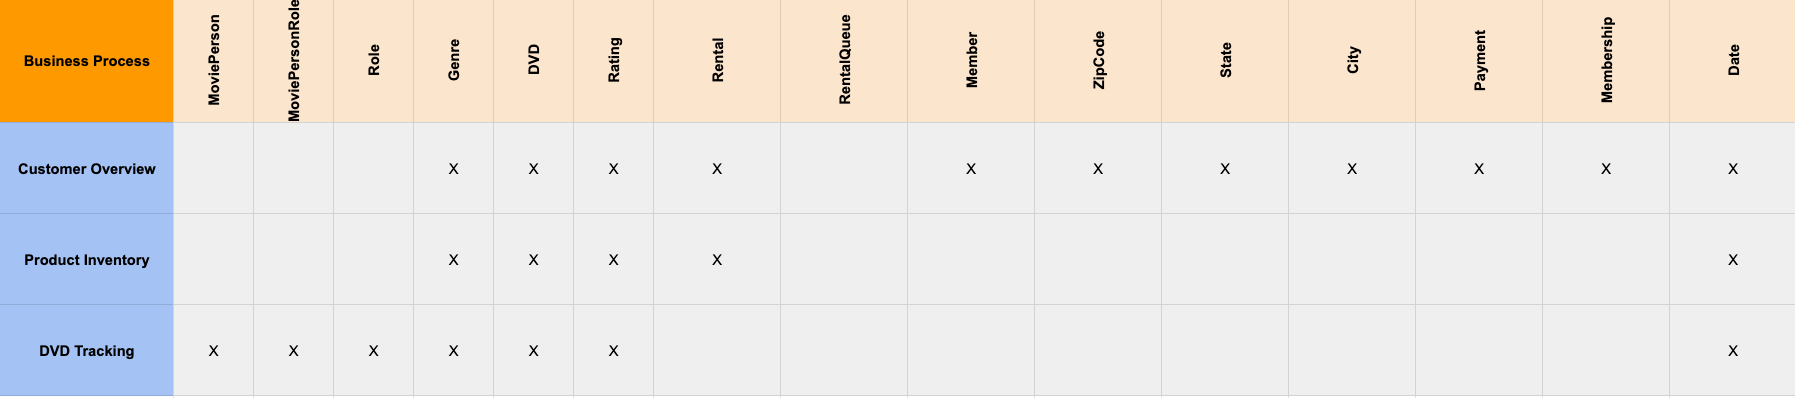 Business Process MoviePerson MoviePersonRole Role Genre DVD Rating Rental RentalQueue Member ZipCode State City Payment Membership Date
Customer Overview X X X X X X X X X X X
Product Inventory X X X X X
DVD Tracking X X X X X X X